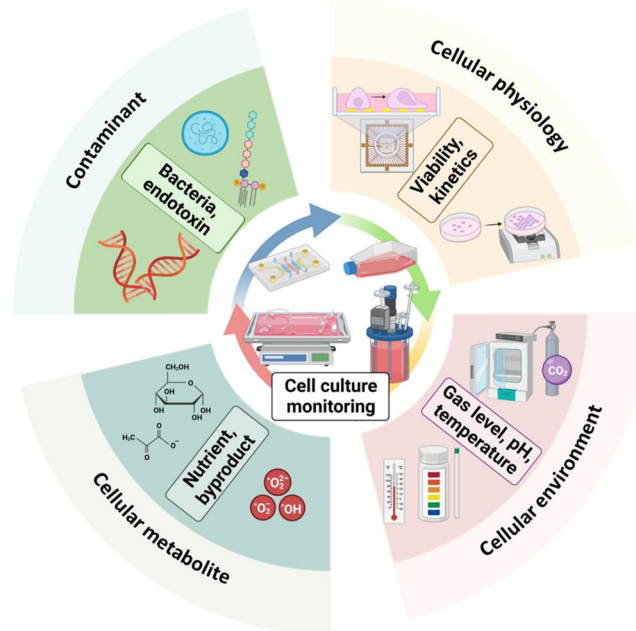 Contaminant
Bacteria,
endotoxin
Cellular physiology
Viability,
kinetics
Cell culture
monitoring
CO₂
Gas level, pH,
temperature
Cellular environment
CH₂OH
OH
OH
OH
OH
O
H₃C
O
O
O⁻
Nutrient,
byproduct
•O₂²⁻
•O₂⁻
•OH
Cellular metabolite